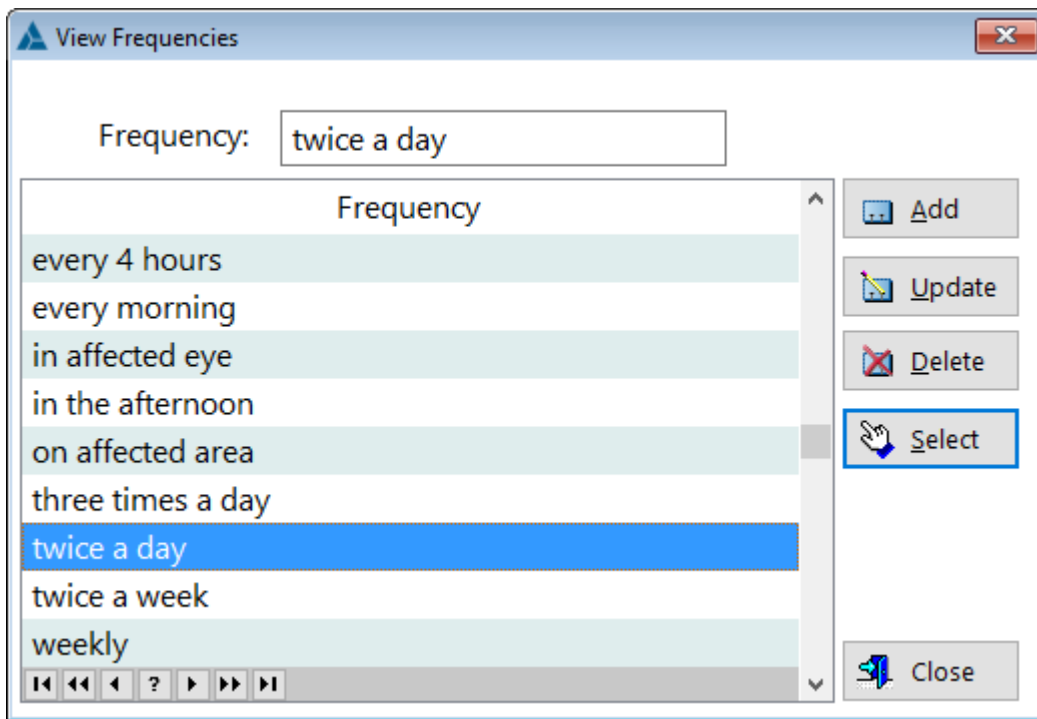 View Frequencies
Frequency: twice a day
Frequency
every 4 hours
every morning
in affected eye
in the afternoon
on affected area
three times a day
twice a day
twice a week
weekly
?
Add
Update
Delete
Select
Close